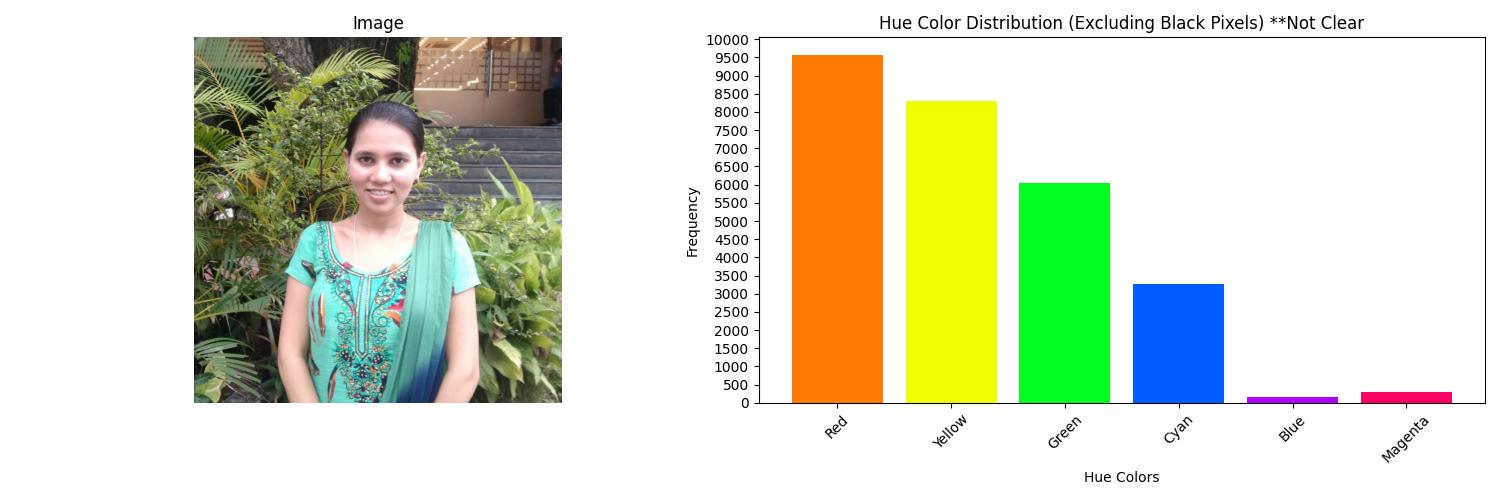 Image
Hue Color Distribution (Excluding Black Pixels) **Not Clear
10000
9500
9000
8500
8000
7500
7000
6500
6000
5500
5000
4500
4000
3500
3000
2500
2000
1500
1000
500
0
Frequency
Red
Yellow
Green
Cyan
Blue
Magenta
Hue Colors